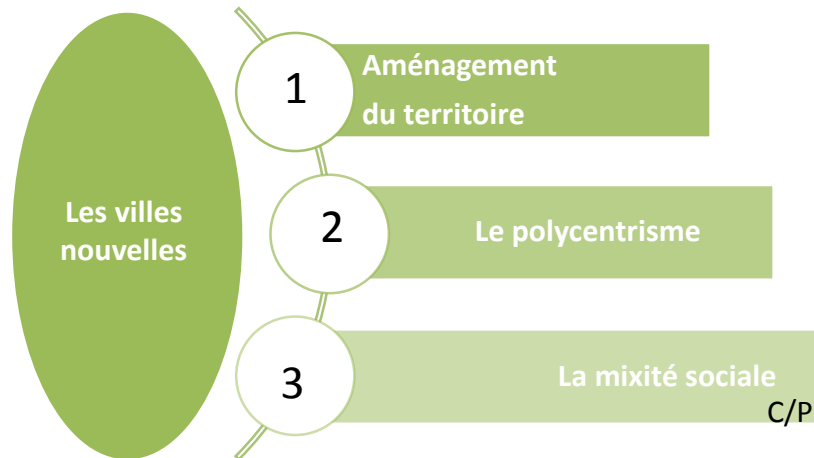 Les villes
nouvelles
1
Aménagement
du territoire
2
Le polycentrisme
3
La mixité sociale
C/P